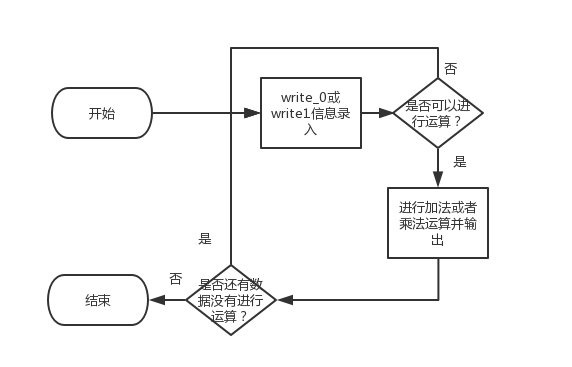 开始
write_0或
write1信息录
入
否
是否可以进
行运算？
是
进行加法或者
乘法运算并输
出
是
是否还有数
据没有进行
运算？
否
结束